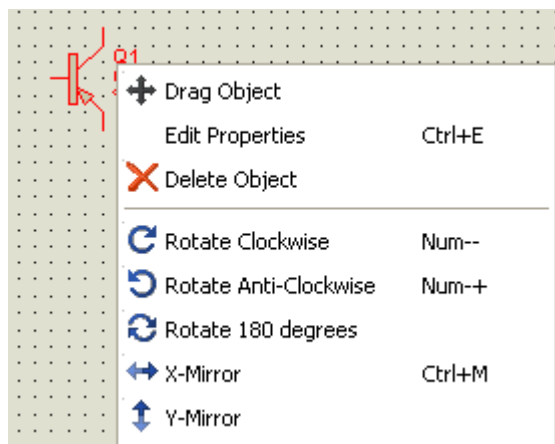 Q1
Drag Object
Edit Properties Ctrl+E
Delete Object
Rotate Clockwise Num--
Rotate Anti-Clockwise Num-+
Rotate 180 degrees
X-Mirror Ctrl+M
Y-Mirror